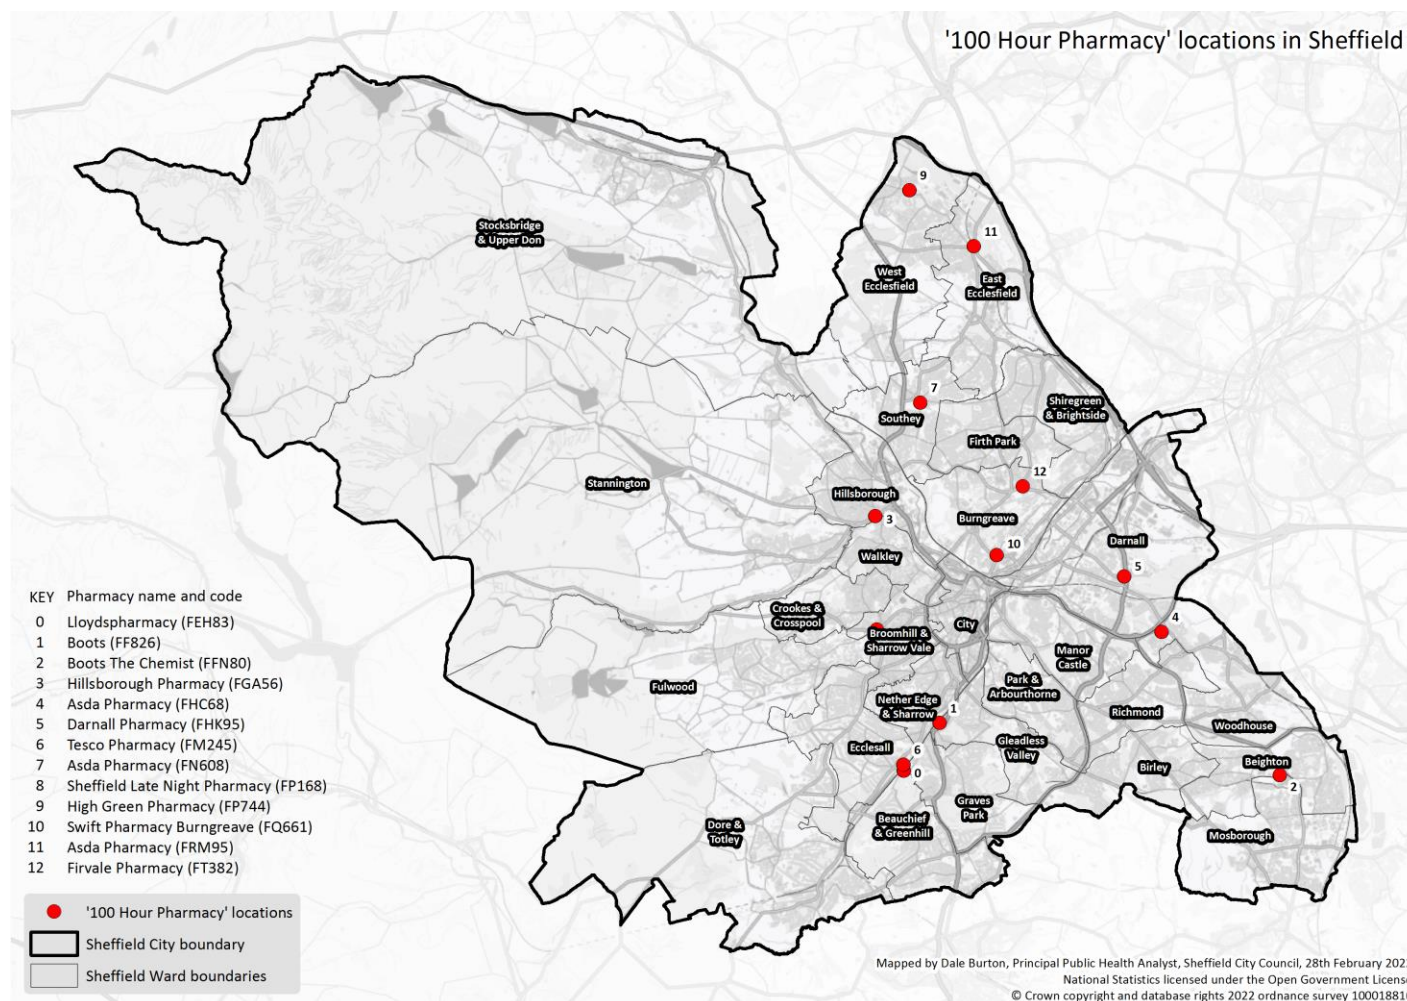 '100 Hour Pharmacy' locations in Sheffield
9
11
Stocksbridge
& Upper Don
West
Ecclesfield
East
Ecclesfield
7
Southey
Shiregreen
& Brightside
Firth Park
12
Stannington
Hillsborough
3
Burngreave
Walkley
10
Darnall
5
Crookes &
Crosspool
Broomhill &
Sharrow Vale
City
4
Manor
Castle
Fulwood
Park &
Arbourthorne
Nether Edge
& Sharrow
1
Richmond
Woodhouse
Ecclesall
6
0
Gleadless
Valley
Birley
Beighton
2
Graves
Park
Dore &
Totley
Beauchief
& Greenhill
Mosborough
KEY Pharmacy name and code
0 Lloydspharmacy (FEH83)
1 Boots (FF826)
2 Boots The Chemist (FFN80)
3 Hillsborough Pharmacy (FGA56)
4 Asda Pharmacy (FHC68)
5 Darnall Pharmacy (FHK95)
6 Tesco Pharmacy (FM245)
7 Asda Pharmacy (FN608)
8 Sheffield Late Night Pharmacy (FP168)
9 High Green Pharmacy (FP744)
10 Swift Pharmacy Burngreave (FQ661)
11 Asda Pharmacy (FRM95)
12 Firvale Pharmacy (FT382)
'100 Hour Pharmacy' locations
Sheffield City boundary
Sheffield Ward boundaries
Mapped by Dale Burton, Principal Public Health Analyst, Sheffield City Council, 28th February
National Statistics licensed under the Open Government
© Crown copyright and database rights 2022 ordnance survey